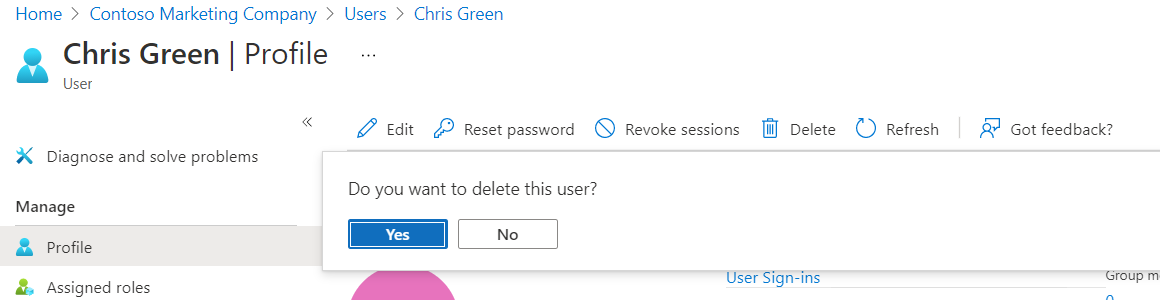 Home > Contoso Marketing Company > Users > Chris Green
Chris Green | Profile ...
User
«
Edit Reset password Revoke sessions Delete Refresh Got feedback?
Diagnose and solve problems
Do you want to delete this user?
Manage
Yes No
Profile
User Sign-ins
Group m
Assigned roles